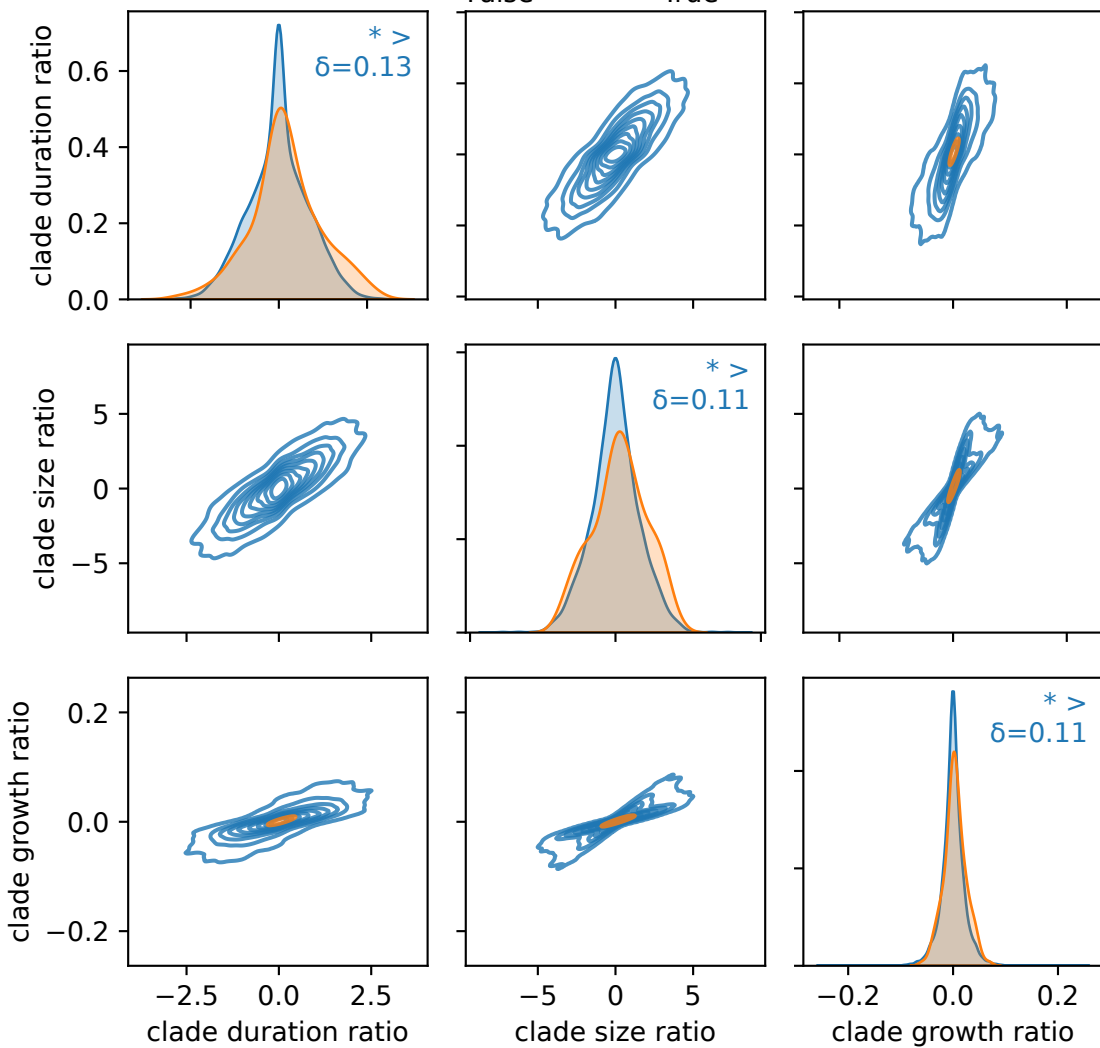 * >
δ=0.13
clade duration ratio
0.6
0.4
0.2
0.0
* >
δ=0.11
clade size ratio
5
0
−5
* >
δ=0.11
clade growth ratio
0.2
0.0
−0.2
−2.5 0.0 2.5
−5 0 5
−0.2 0.0 0.2
clade duration ratio
clade size ratio
clade growth ratio